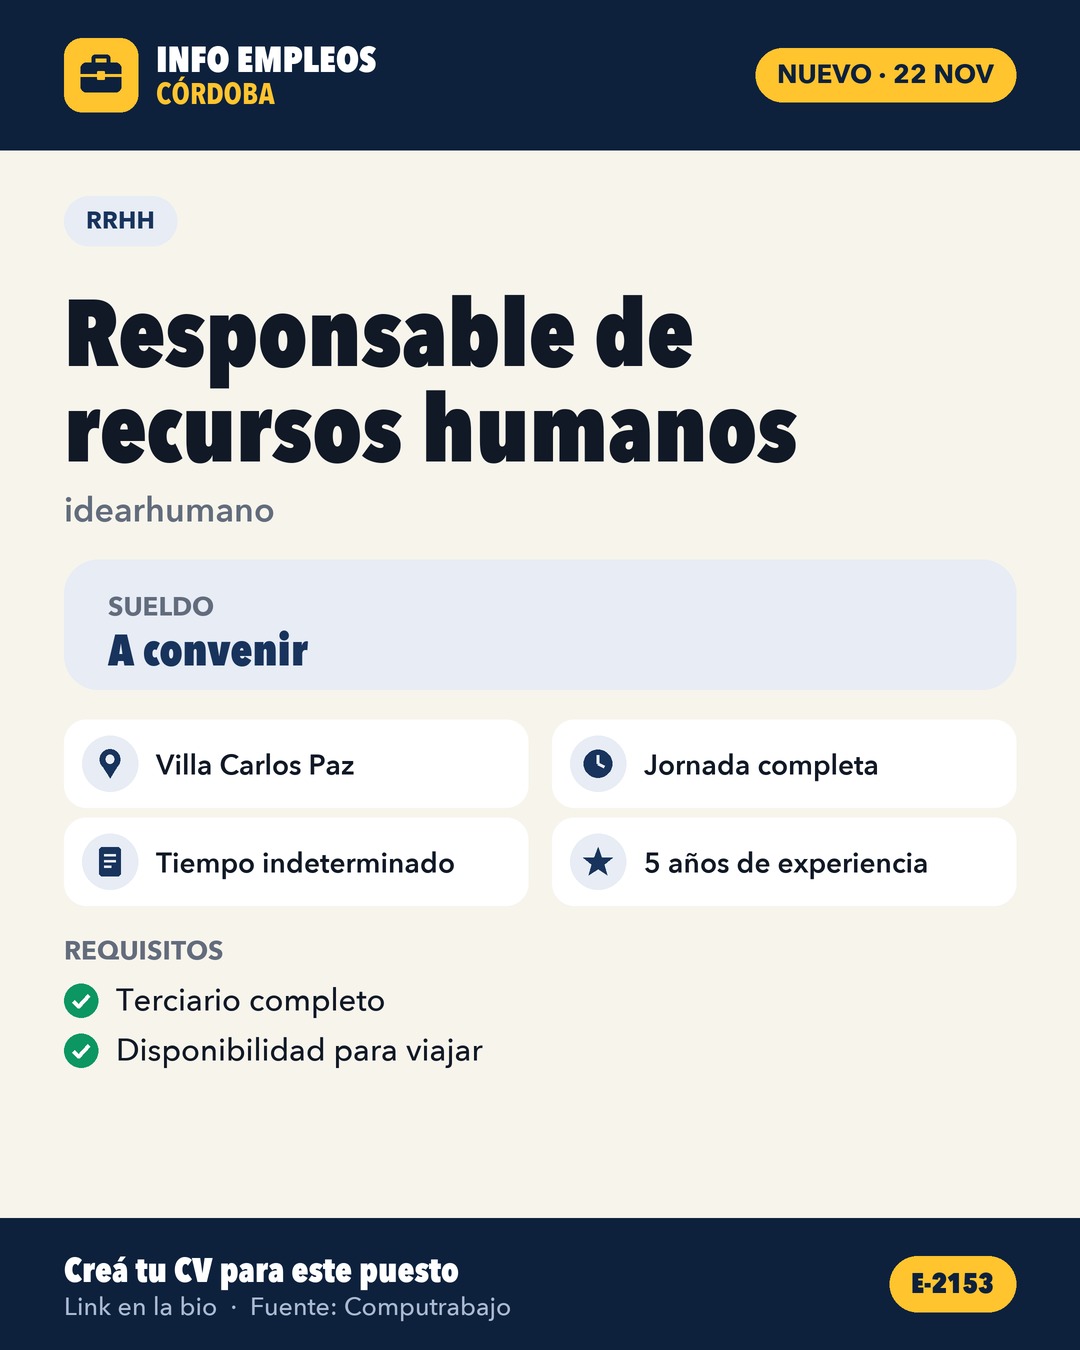 INFO EMPLEOS
CÓRDOBA
NUEVO · 22 NOV
RRHH
Responsable de
recursos humanos
idearhumano
SUELDO
A convenir
Villa Carlos Paz
Jornada completa
Tiempo indeterminado
5 años de experiencia
REQUISITOS
Terciario completo
Disponibilidad para viajar
Creá tu CV para este puesto
Link en la bio · Fuente: Computrabajo
E-2153